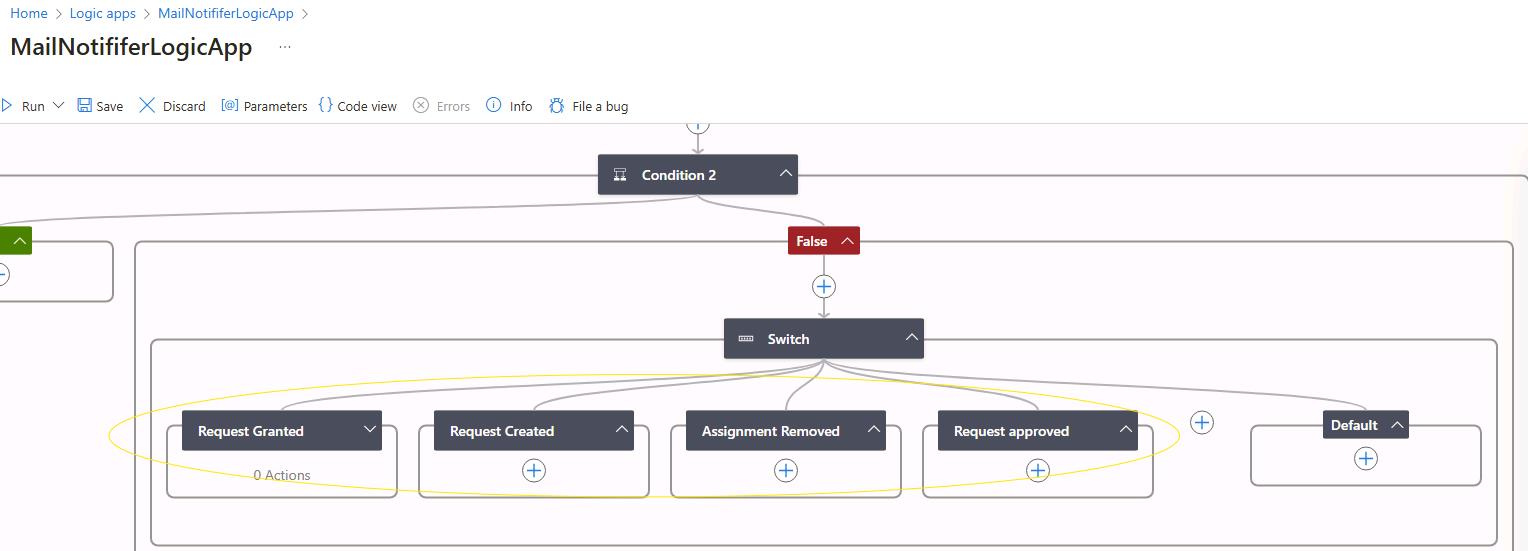 Home > Logic apps > MailNotififerLogicApp >
MailNotififerLogicApp ...
Run Save Discard Parameters Code view Errors Info File a bug
Condition 2
False
Switch
Request Granted Request Created Assignment Removed Request approved Default
0 Actions